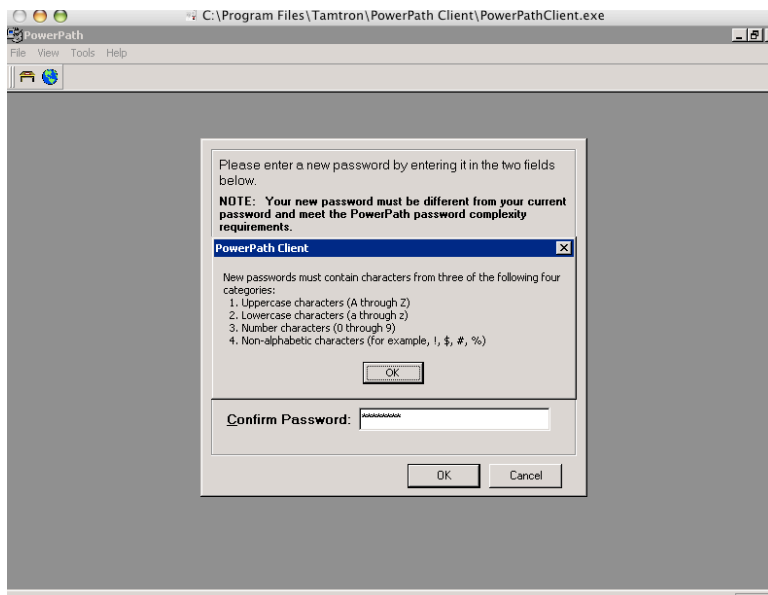 C:\Program Files\Tamtron\PowerPath Client\PowerPathClient.exe
PowerPath
File View Tools Help
Please enter a new password by entering it in the two fields
below.
NOTE: Your new password must be different from your current
password and meet the PowerPath password complexity
requirements.
PowerPath Client
New passwords must contain characters from three of the following four
categories:
1. Uppercase characters (A through Z)
2. Lowercase characters (a through z)
3. Number characters (0 through 9)
4. Non-alphabetic characters (for example, !, $, #, %)
OK
Confirm Password: ********
OK Cancel